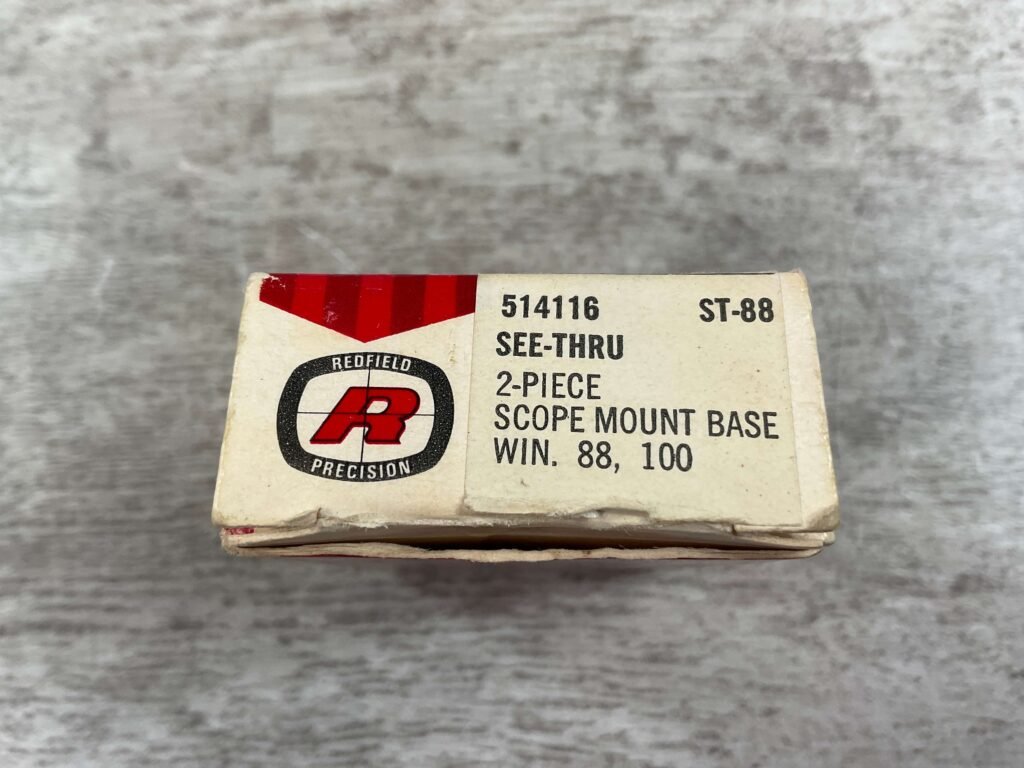 REDFIELD
R
PRECISION
514116 ST-88
SEE-THRU
2-PIECE
SCOPE MOUNT BASE
WIN. 88, 100